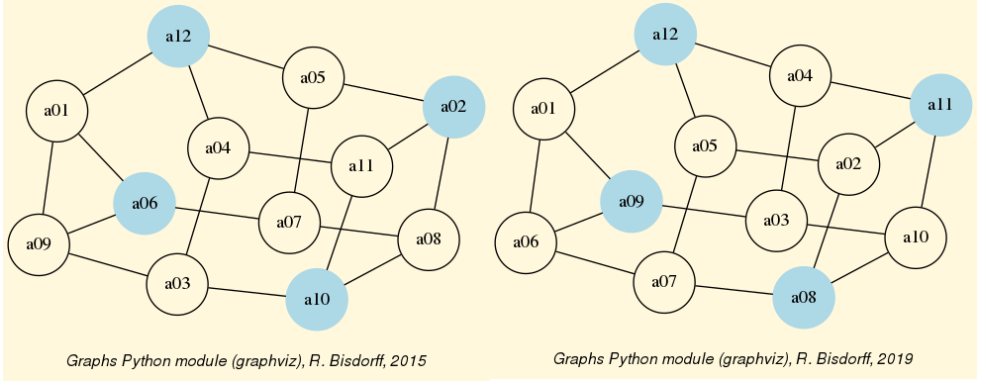 a12
a05
a02
a01
a04
a11
a06
a07
a08
a09
a03
a10
Graphs Python module (graphviz), R. Bisdorff, 2015
a12
a04
a11
a01
a05
a02
a09
a03
a10
a06
a07
a08
Graphs Python module (graphviz), R. Bisdorff, 2019